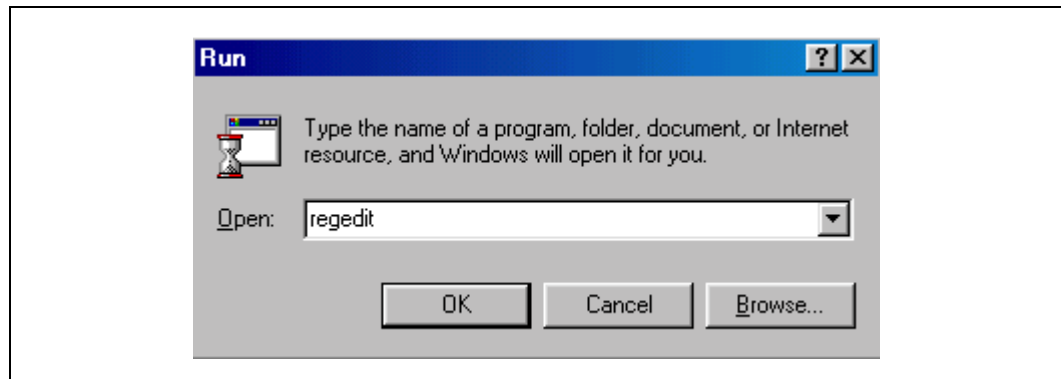 Run
Type the name of a program, folder, document, or Internet
resource, and Windows will open it for you.
Open: regedit
OK Cancel Browse...